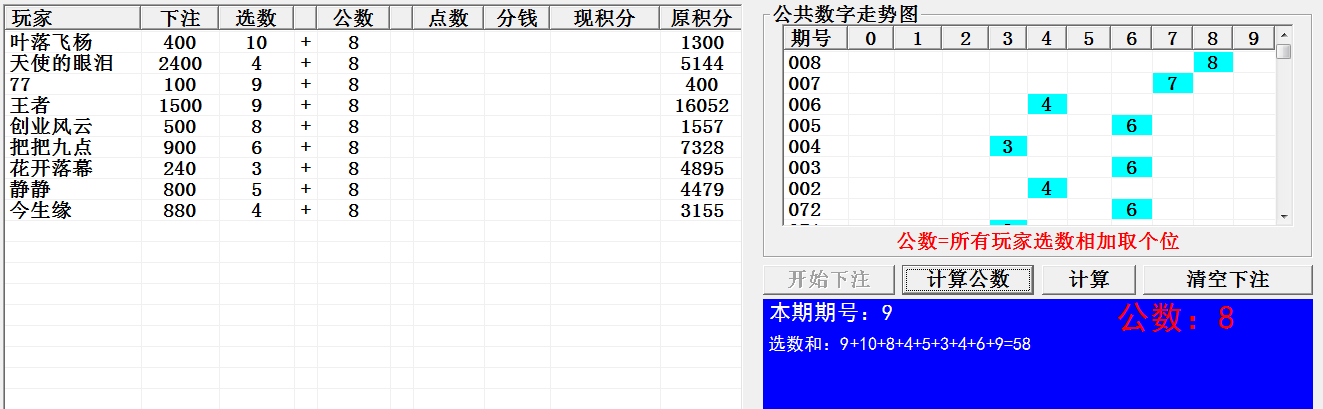 玩家 下注 选数 公数 点数 分钱 现积分 原积分
叶落飞杨 400 10 + 8 1300
天使的眼泪 2400 4 + 8 5144
77 100 9 + 8 400
王者 1500 9 + 8 16052
创业风云 500 8 + 8 1557
把把九点 900 6 + 8 7328
花开落幕 240 3 + 8 4895
静静 800 5 + 8 4479
今生缘 880 4 + 8 3155
公共数字走势图
期号 0 1 2 3 4 5 6 7 8 9
008 8
007 7
006 4
005 6
004 3
003 6
002 4
072 6
公数=所有玩家选数相加取个位
开始下注 计算公数 计算 清空下注
本期期号：9 公数：8
选数和：9+10+8+4+5+3+4+6+9=58